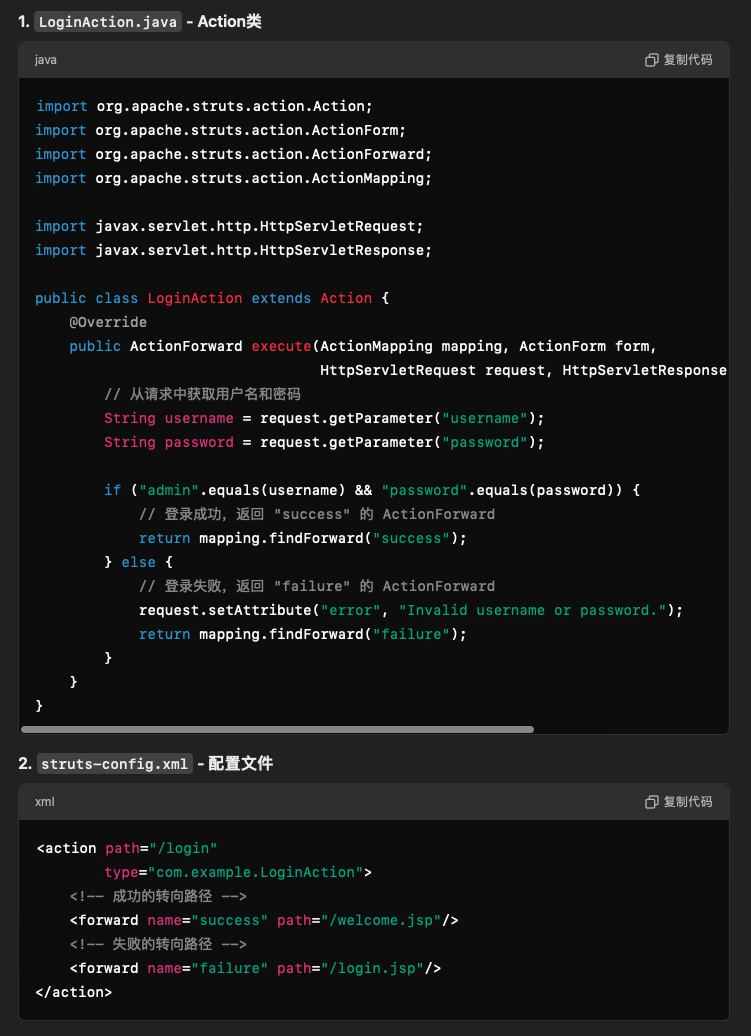 1. LoginAction.java - Action类
java
复制代码
import org.apache.struts.action.Action;
import org.apache.struts.action.ActionForm;
import org.apache.struts.action.ActionForward;
import org.apache.struts.action.ActionMapping;
import javax.servlet.http.HttpServletRequest;
import javax.servlet.http.HttpServletResponse;
public class LoginAction extends Action {
    @Override
    public ActionForward execute(ActionMapping mapping, ActionForm form,
                                 HttpServletRequest request, HttpServletResponse
        // 从请求中获取用户名和密码
        String username = request.getParameter("username");
        String password = request.getParameter("password");
        if ("admin".equals(username) && "password".equals(password)) {
            // 登录成功，返回 "success" 的 ActionForward
            return mapping.findForward("success");
        } else {
            // 登录失败，返回 "failure" 的 ActionForward
            request.setAttribute("error", "Invalid username or password.");
            return mapping.findForward("failure");
        }
    }
}
2. struts-config.xml - 配置文件
xml
复制代码
<action path="/login"
        type="com.example.LoginAction">
    <!-- 成功的转向路径 -->
    <forward name="success" path="/welcome.jsp"/>
    <!-- 失败的转向路径 -->
    <forward name="failure" path="/login.jsp"/>
</action>